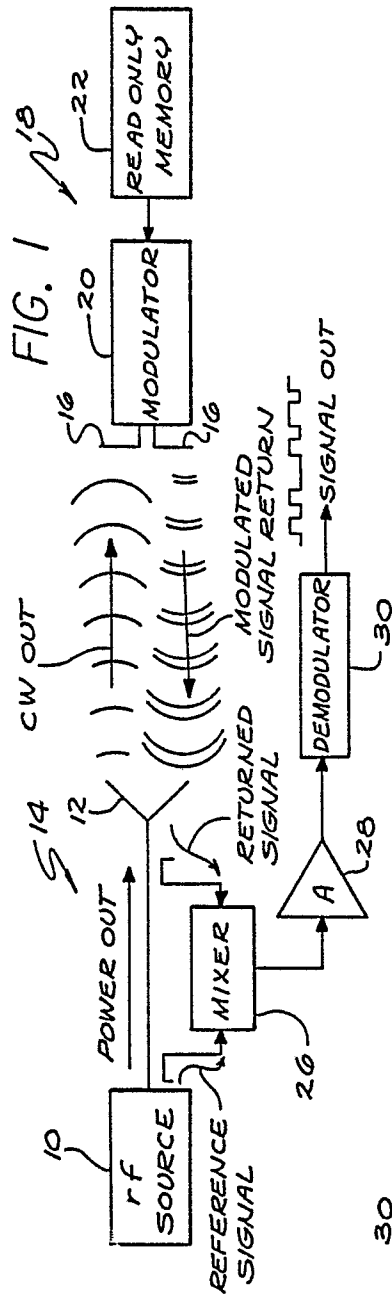 FIG. 1
18
14
10
rf
SOURCE
POWER OUT
12
CW OUT
16
16
20
MODULATOR
22
READ ONLY
MEMORY
MODULATED
SIGNAL RETURN
RETURNED
SIGNAL
REFERENCE
SIGNAL
MIXER
26
A
28
DEMODULATOR
30
SIGNAL OUT
30